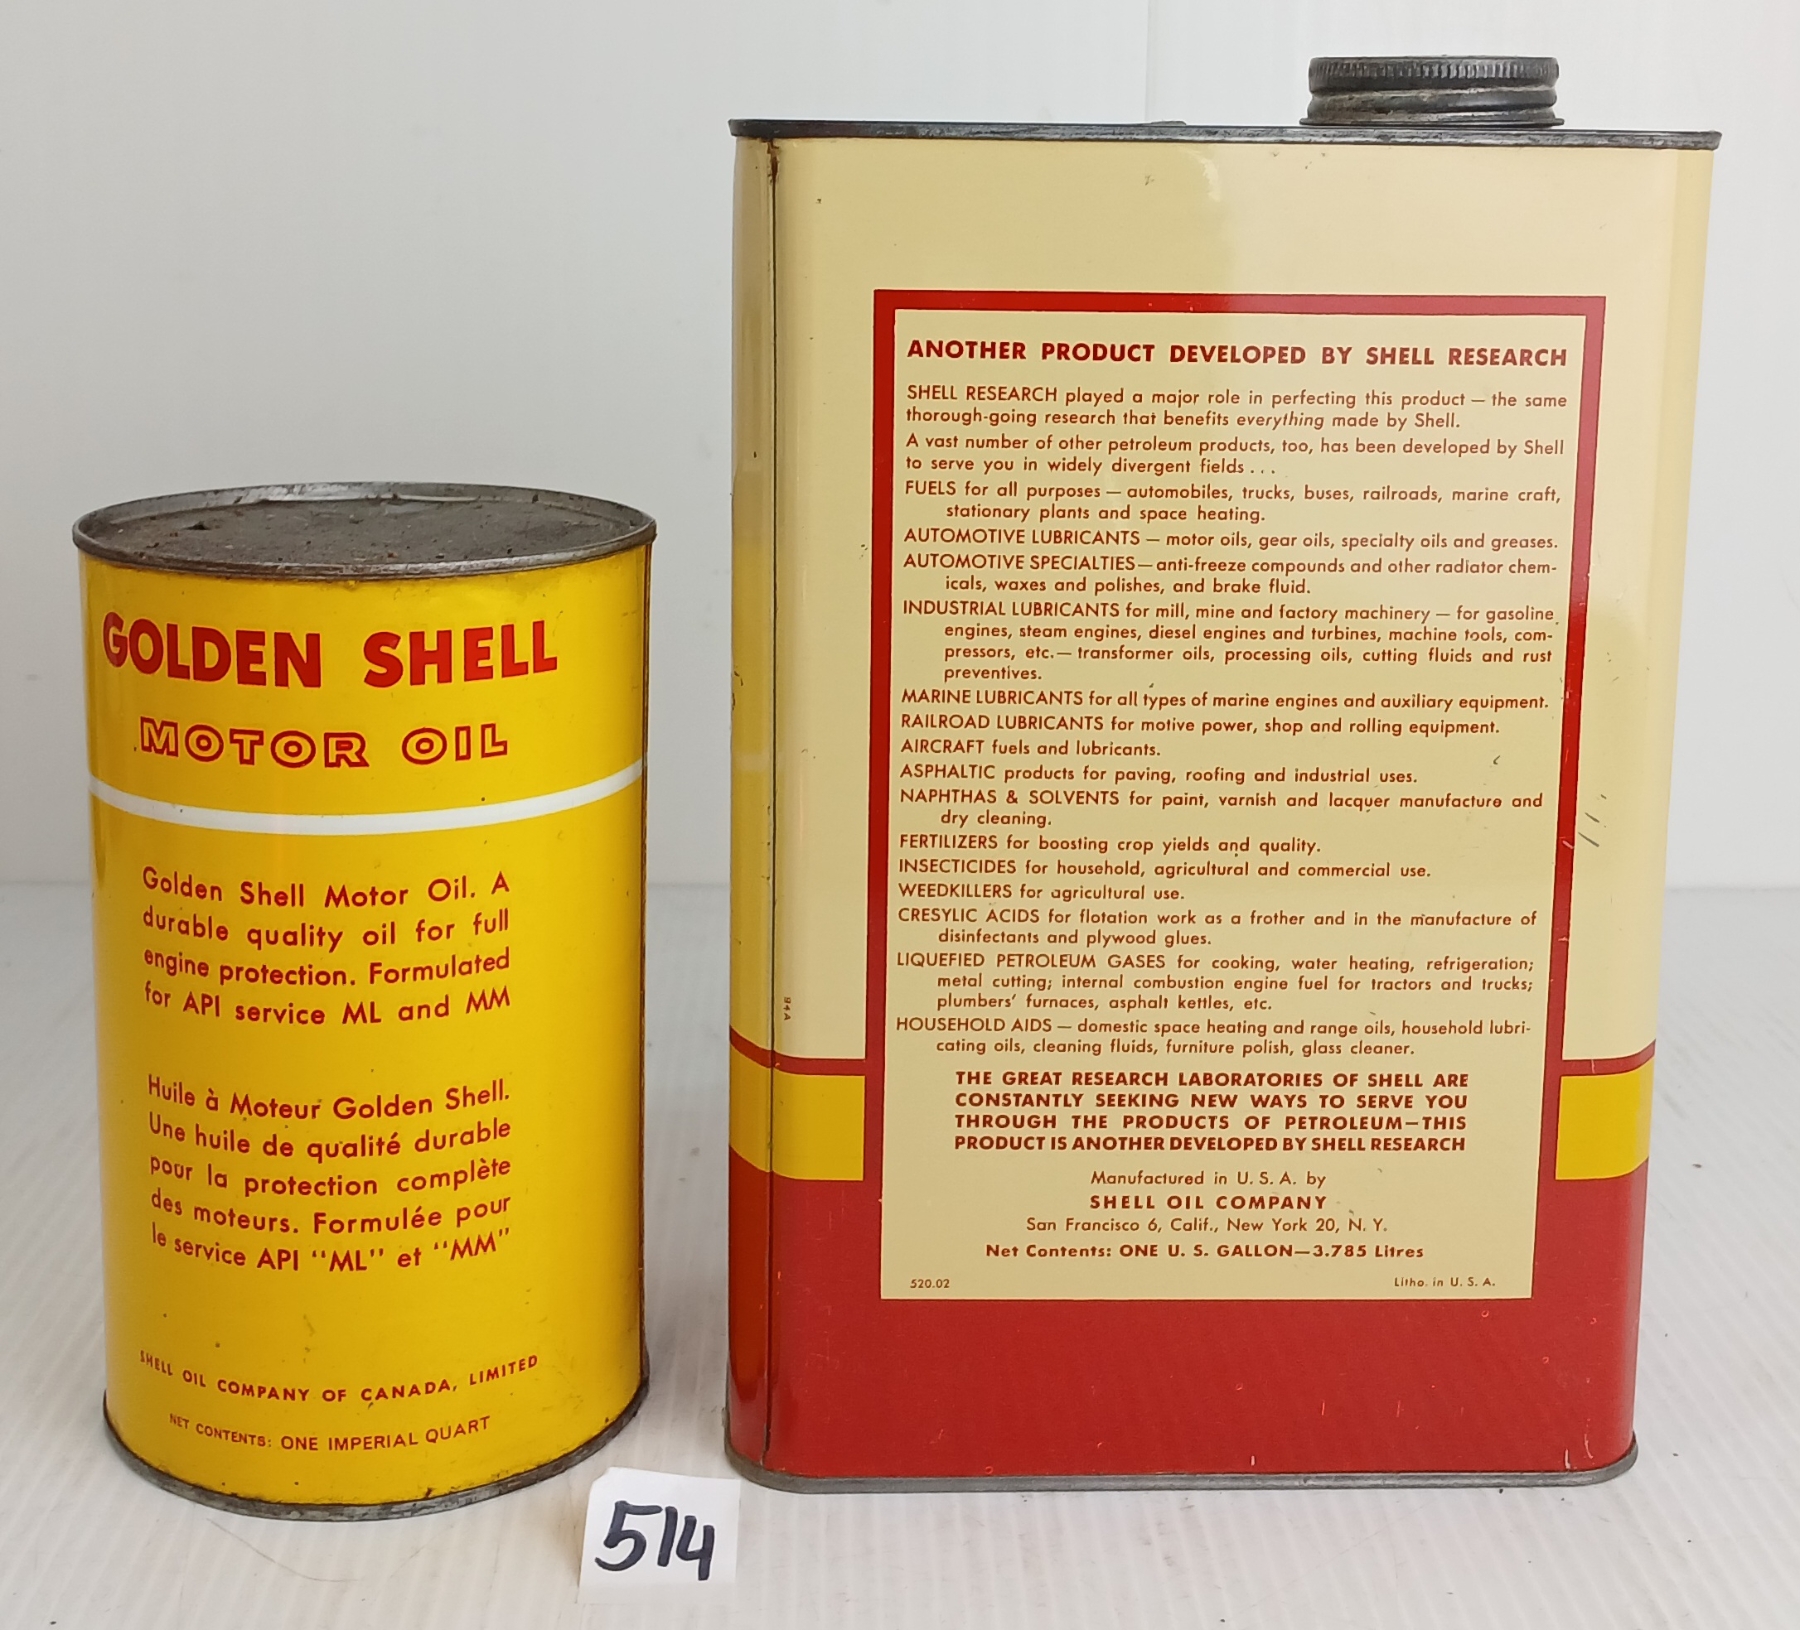 GOLDEN SHELL
MOTOR OIL
Golden Shell Motor Oil. A
durable quality oil for full
engine protection. Formulated
for API service ML and MM
Huile à Moteur Golden Shell.
Une huile de qualité durable
pour la protection complète
des moteurs. Formulée pour
le service API "ML" et "MM"
SHELL OIL COMPANY OF CANADA, LIMITED
NET CONTENTS: ONE IMPERIAL QUART
514
ANOTHER PRODUCT DEVELOPED BY SHELL RESEARCH
SHELL RESEARCH played a major role in perfecting this product — the same
thorough-going research that benefits everything made by Shell.
A vast number of other petroleum products, too, has been developed by Shell
to serve you in widely divergent fields . . .
FUELS for all purposes — automobiles, trucks, buses, railroads, marine craft,
stationary plants and space heating.
AUTOMOTIVE LUBRICANTS — motor oils, gear oils, specialty oils and greases.
AUTOMOTIVE SPECIALTIES — anti-freeze compounds and other radiator chem-
icals, waxes and polishes, and brake fluid.
INDUSTRIAL LUBRICANTS for mill, mine and factory machinery — for gasoline
engines, steam engines, diesel engines and turbines, machine tools, com-
pressors, etc. — transformer oils, processing oils, cutting fluids and rust
preventives.
MARINE LUBRICANTS for all types of marine engines and auxiliary equipment.
RAILROAD LUBRICANTS for motive power, shop and rolling equipment.
AIRCRAFT fuels and lubricants.
ASPHALTIC products for paving, roofing and industrial uses.
NAPHTHAS & SOLVENTS for paint, varnish and lacquer manufacture and
dry cleaning.
FERTILIZERS for boosting crop yields and quality.
INSECTICIDES for household, agricultural and commercial use.
WEEDKILLERS for agricultural use.
CRESYLIC ACIDS for flotation work as a frother and in the manufacture of
disinfectants and plywood glues.
LIQUEFIED PETROLEUM GASES for cooking, water heating, refrigeration;
metal cutting; internal combustion engine fuel for tractors and trucks;
plumbers' furnaces, asphalt kettles, etc.
HOUSEHOLD AIDS — domestic space heating and range oils, household lubri-
cating oils, cleaning fluids, furniture polish, glass cleaner.
THE GREAT RESEARCH LABORATORIES OF SHELL ARE
CONSTANTLY SEEKING NEW WAYS TO SERVE YOU
THROUGH THE PRODUCTS OF PETROLEUM—THIS
PRODUCT IS ANOTHER DEVELOPED BY SHELL RESEARCH
Manufactured in U. S. A. by
SHELL OIL COMPANY
San Francisco 6, Calif., New York 20, N. Y.
Net Contents: ONE U. S. GALLON—3.785 Litres
520.02 Litho. in U. S. A.
94A